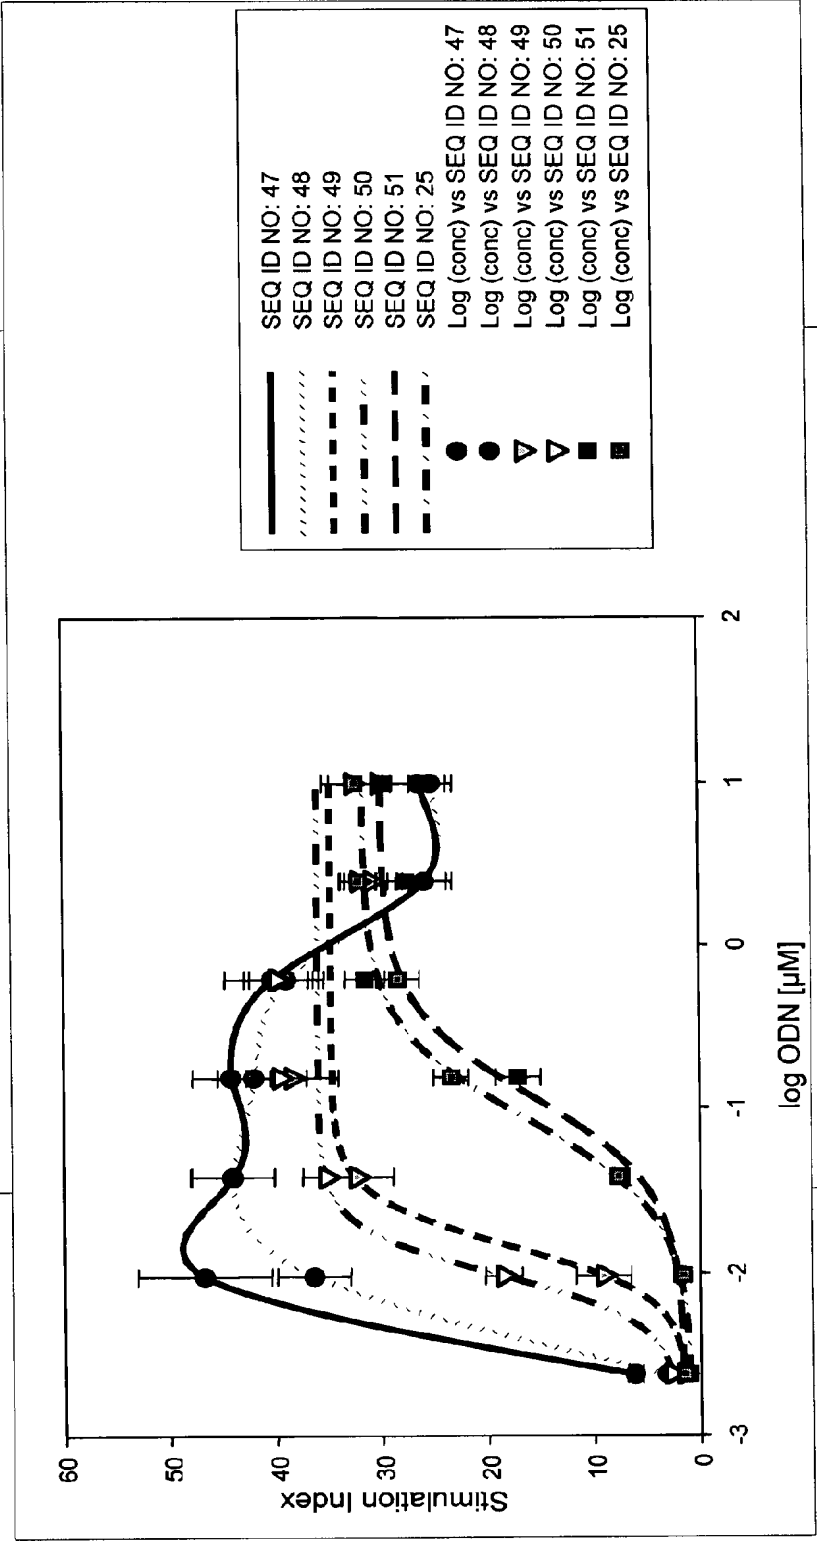 SEQ ID NO: 47
SEQ ID NO: 48
SEQ ID NO: 49
SEQ ID NO: 50
SEQ ID NO: 51
SEQ ID NO: 25
Log (conc) vs SEQ ID NO: 47
Log (conc) vs SEQ ID NO: 48
Log (conc) vs SEQ ID NO: 49
Log (conc) vs SEQ ID NO: 50
Log (conc) vs SEQ ID NO: 51
Log (conc) vs SEQ ID NO: 25
Stimulation Index
60
50
40
30
20
10
0
-3
-2
-1
0
1
2
log ODN [µM]